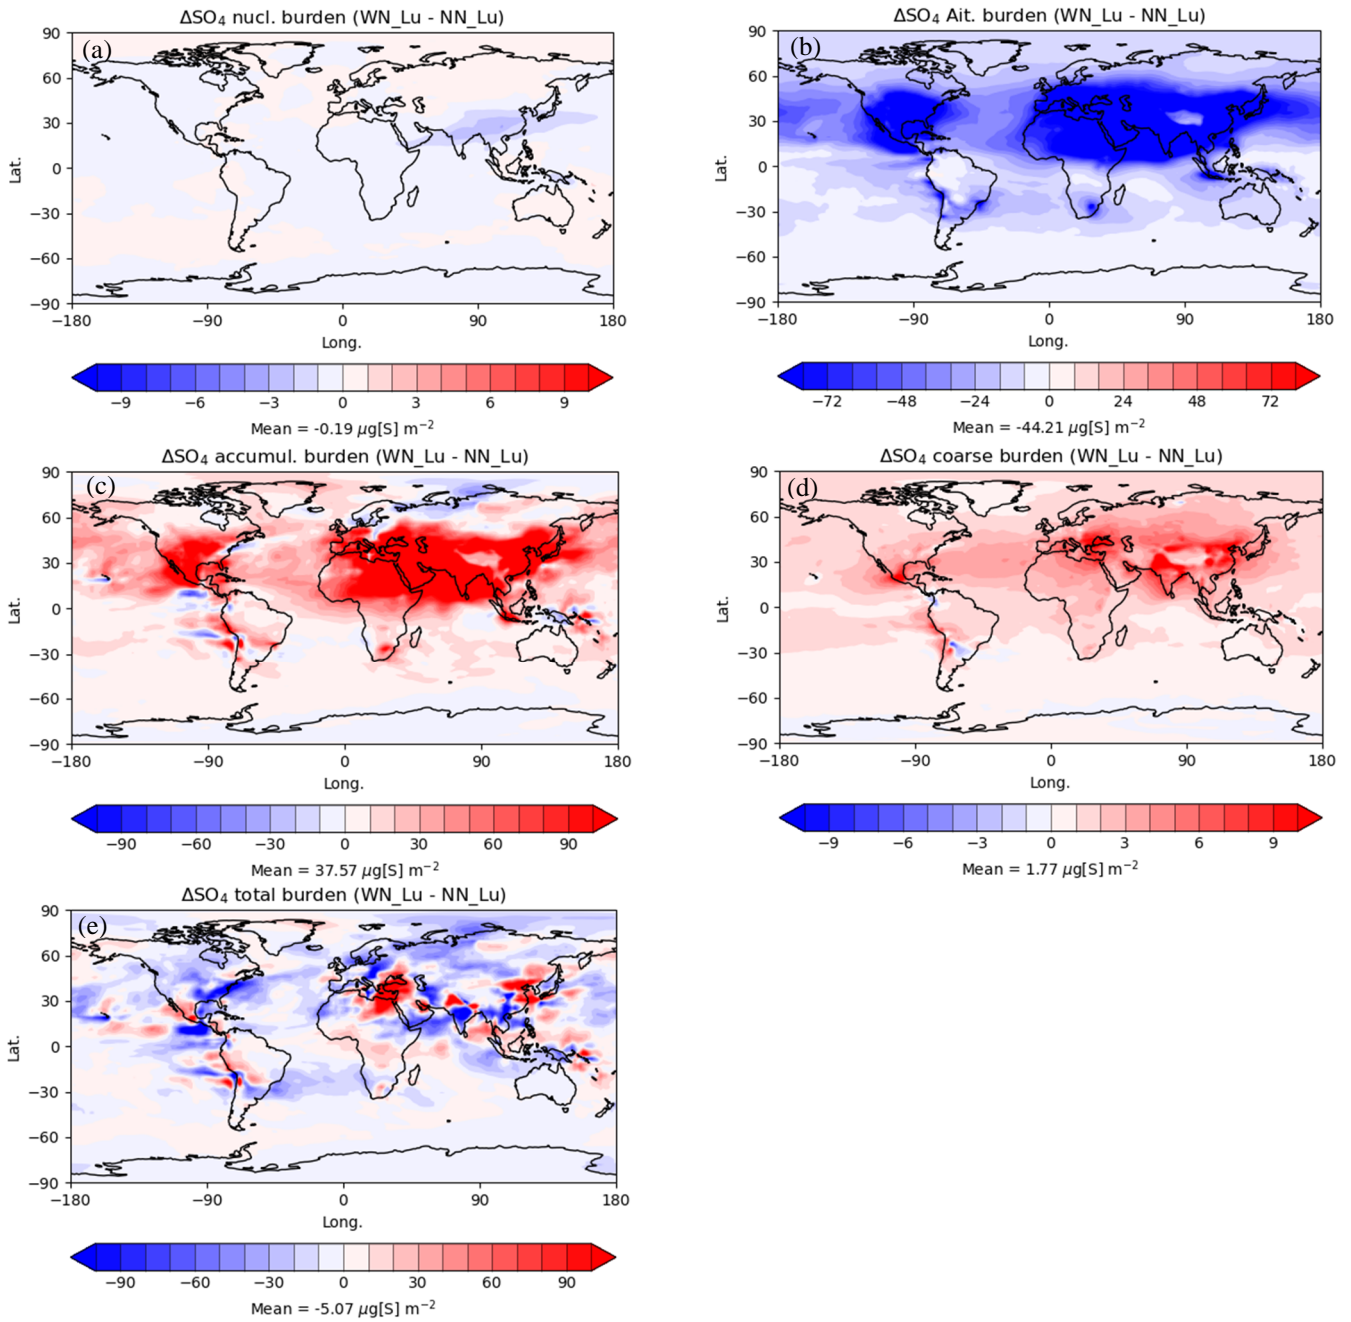 ΔSO₄ nucl. burden (WN_Lu - NN_Lu)
(a)
90
60
30
0
−30
−60
−90
Lat.
−180 −90 0 90 180
Long.
−9 −6 −3 0 3 6 9
Mean = -0.19 μg[S] m⁻²
ΔSO₄ Ait. burden (WN_Lu - NN_Lu)
(b)
90
60
30
0
−30
−60
−90
Lat.
−180 −90 0 90 180
Long.
−72 −48 −24 0 24 48 72
Mean = -44.21 μg[S] m⁻²
ΔSO₄ accumul. burden (WN_Lu - NN_Lu)
(c)
90
60
30
0
−30
−60
−90
Lat.
−180 −90 0 90 180
Long.
−90 −60 −30 0 30 60 90
Mean = 37.57 μg[S] m⁻²
ΔSO₄ coarse burden (WN_Lu - NN_Lu)
(d)
90
60
30
0
−30
−60
−90
Lat.
−180 −90 0 90 180
Long.
−9 −6 −3 0 3 6 9
Mean = 1.77 μg[S] m⁻²
ΔSO₄ total burden (WN_Lu - NN_Lu)
(e)
90
60
30
0
−30
−60
−90
Lat.
−180 −90 0 90 180
Long.
−90 −60 −30 0 30 60 90
Mean = -5.07 μg[S] m⁻²